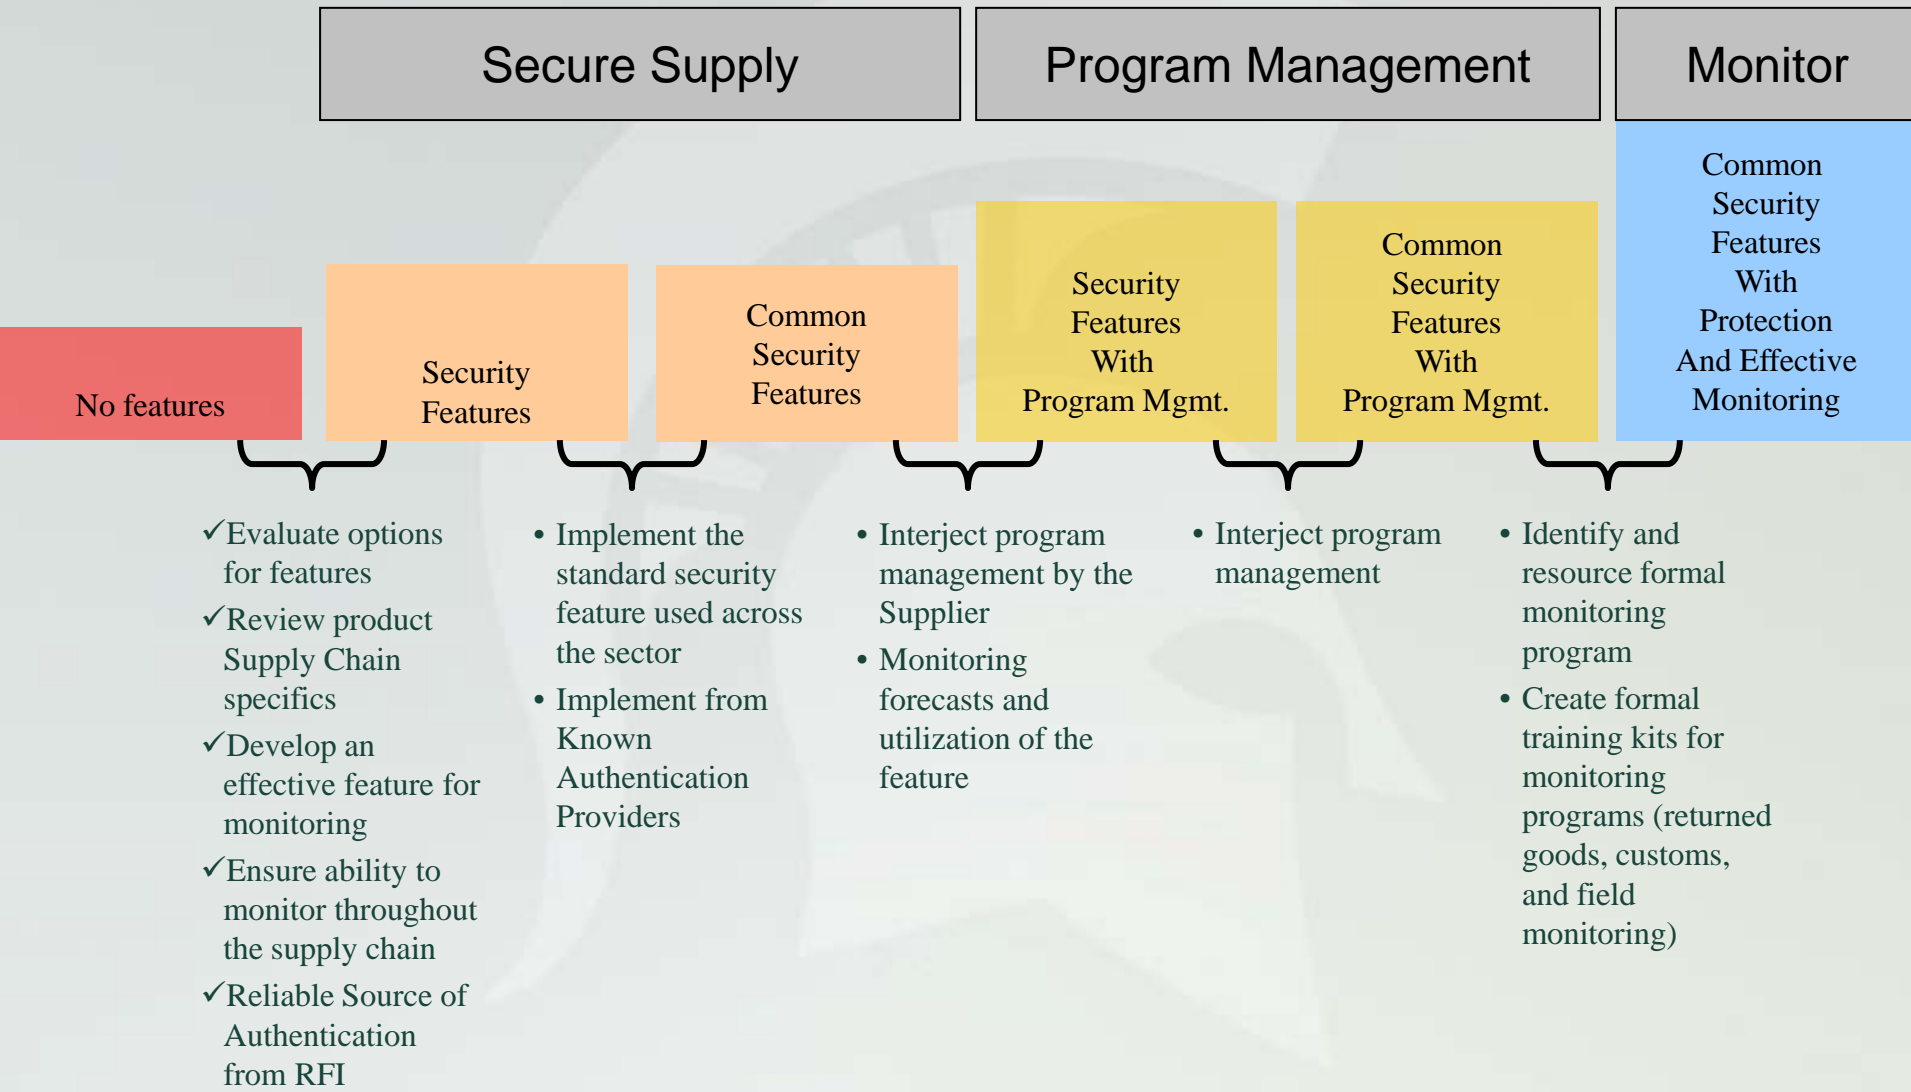 Secure Supply
Program Management
Monitor
No features
Security
Features
Common
Security
Features
Security
Features
With
Program Mgmt.
Common
Security
Features
With
Program Mgmt.
Common
Security
Features
With
Protection
And Effective
Monitoring
✓Evaluate options
for features
✓Review product
Supply Chain
specifics
✓Develop an
effective feature for
monitoring
✓Ensure ability to
monitor throughout
the supply chain
✓Reliable Source of
Authentication
from RFI
• Implement the
standard security
feature used across
the sector
• Implement from
Known
Authentication
Providers
• Interject program
management by the
Supplier
• Monitoring
forecasts and
utilization of the
feature
• Interject program
management
• Identify and
resource formal
monitoring
program
• Create formal
training kits for
monitoring
programs (returned
goods, customs,
and field
monitoring)